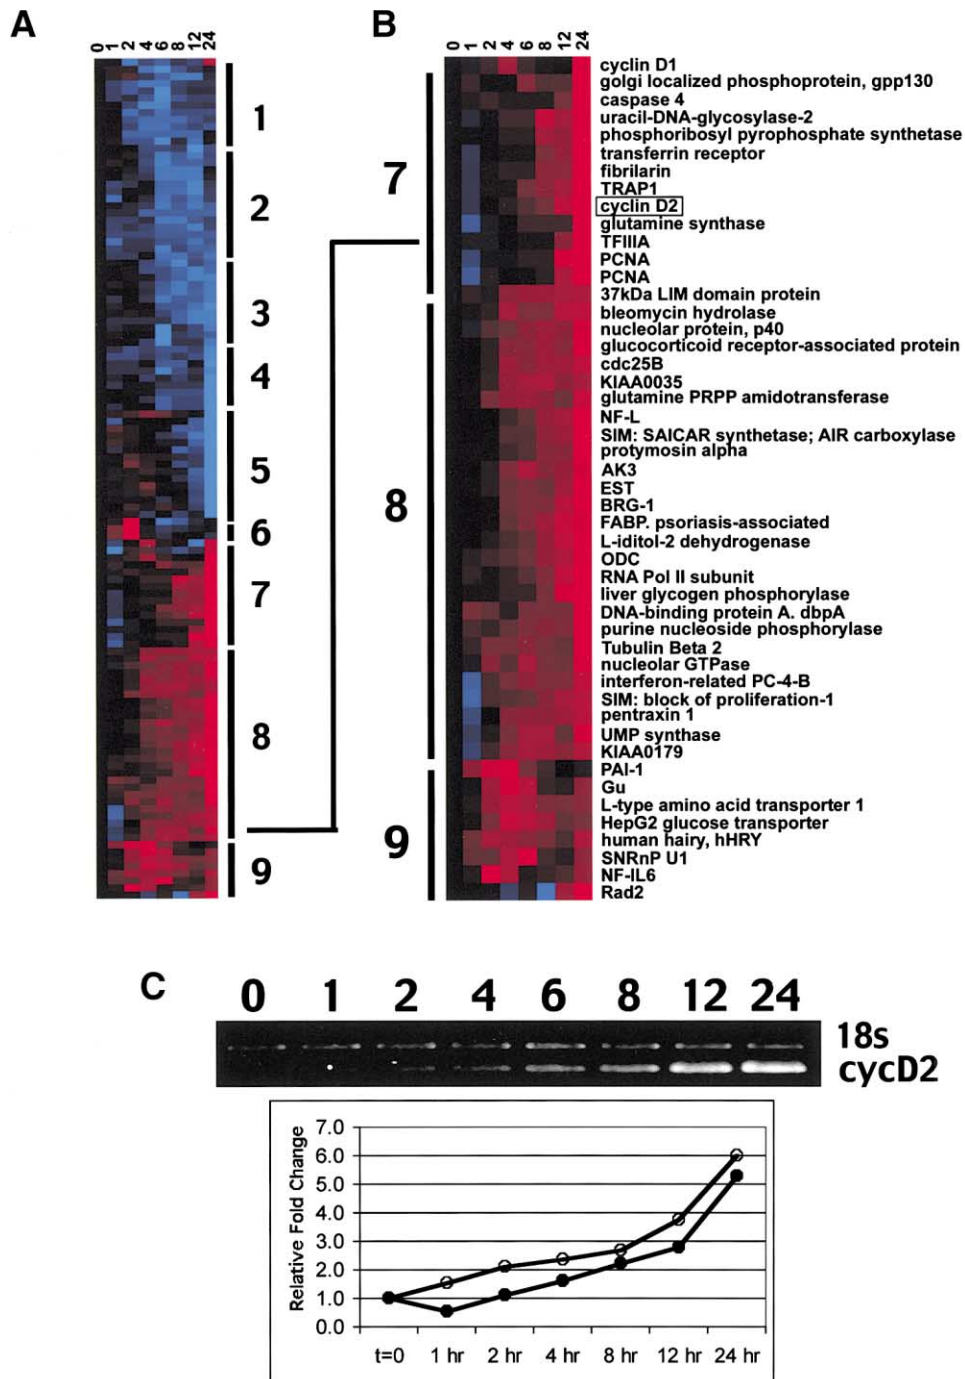 A
0 1 2 4 6 8 12 24
1
2
3
4
5
6
7
8
9
B
0 1 2 4 6 8 12 24
7
8
9
cyclin D1
golgi localized phosphoprotein, gpp130
caspase 4
uracil-DNA-glycosylase-2
phosphoribosyl pyrophosphate synthetase
transferrin receptor
fibrilarin
TRAP1
cyclin D2
glutamine synthase
TFIIIA
PCNA
PCNA
37kDa LIM domain protein
bleomycin hydrolase
nucleolar protein, p40
glucocorticoid receptor-associated protein
cdc25B
KIAA0035
glutamine PRPP amidotransferase
NF-L
SIM: SAICAR synthetase; AIR carboxylase
protymosin alpha
AK3
EST
BRG-1
FABP. psoriasis-associated
L-iditol-2 dehydrogenase
ODC
RNA Pol II subunit
liver glycogen phosphorylase
DNA-binding protein A. dbpA
purine nucleoside phosphorylase
Tubulin Beta 2
nucleolar GTPase
interferon-related PC-4-B
SIM: block of proliferation-1
pentraxin 1
UMP synthase
KIAA0179
PAI-1
Gu
L-type amino acid transporter 1
HepG2 glucose transporter
human hairy, hHRY
SNRnP U1
NF-IL6
Rad2
C
0 1 2 4 6 8 12 24
18s
cycD2
Relative Fold Change
7.0
6.0
5.0
4.0
3.0
2.0
1.0
0.0
t=0 1 hr 2 hr 4 hr 8 hr 12 hr 24 hr